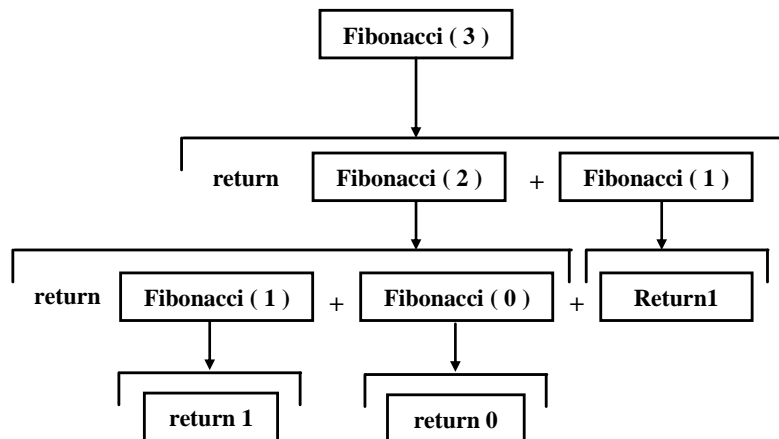 Fibonacci ( 3 )
return Fibonacci ( 2 ) + Fibonacci ( 1 )
return Fibonacci ( 1 ) + Fibonacci ( 0 ) + Return1
return 1 return 0